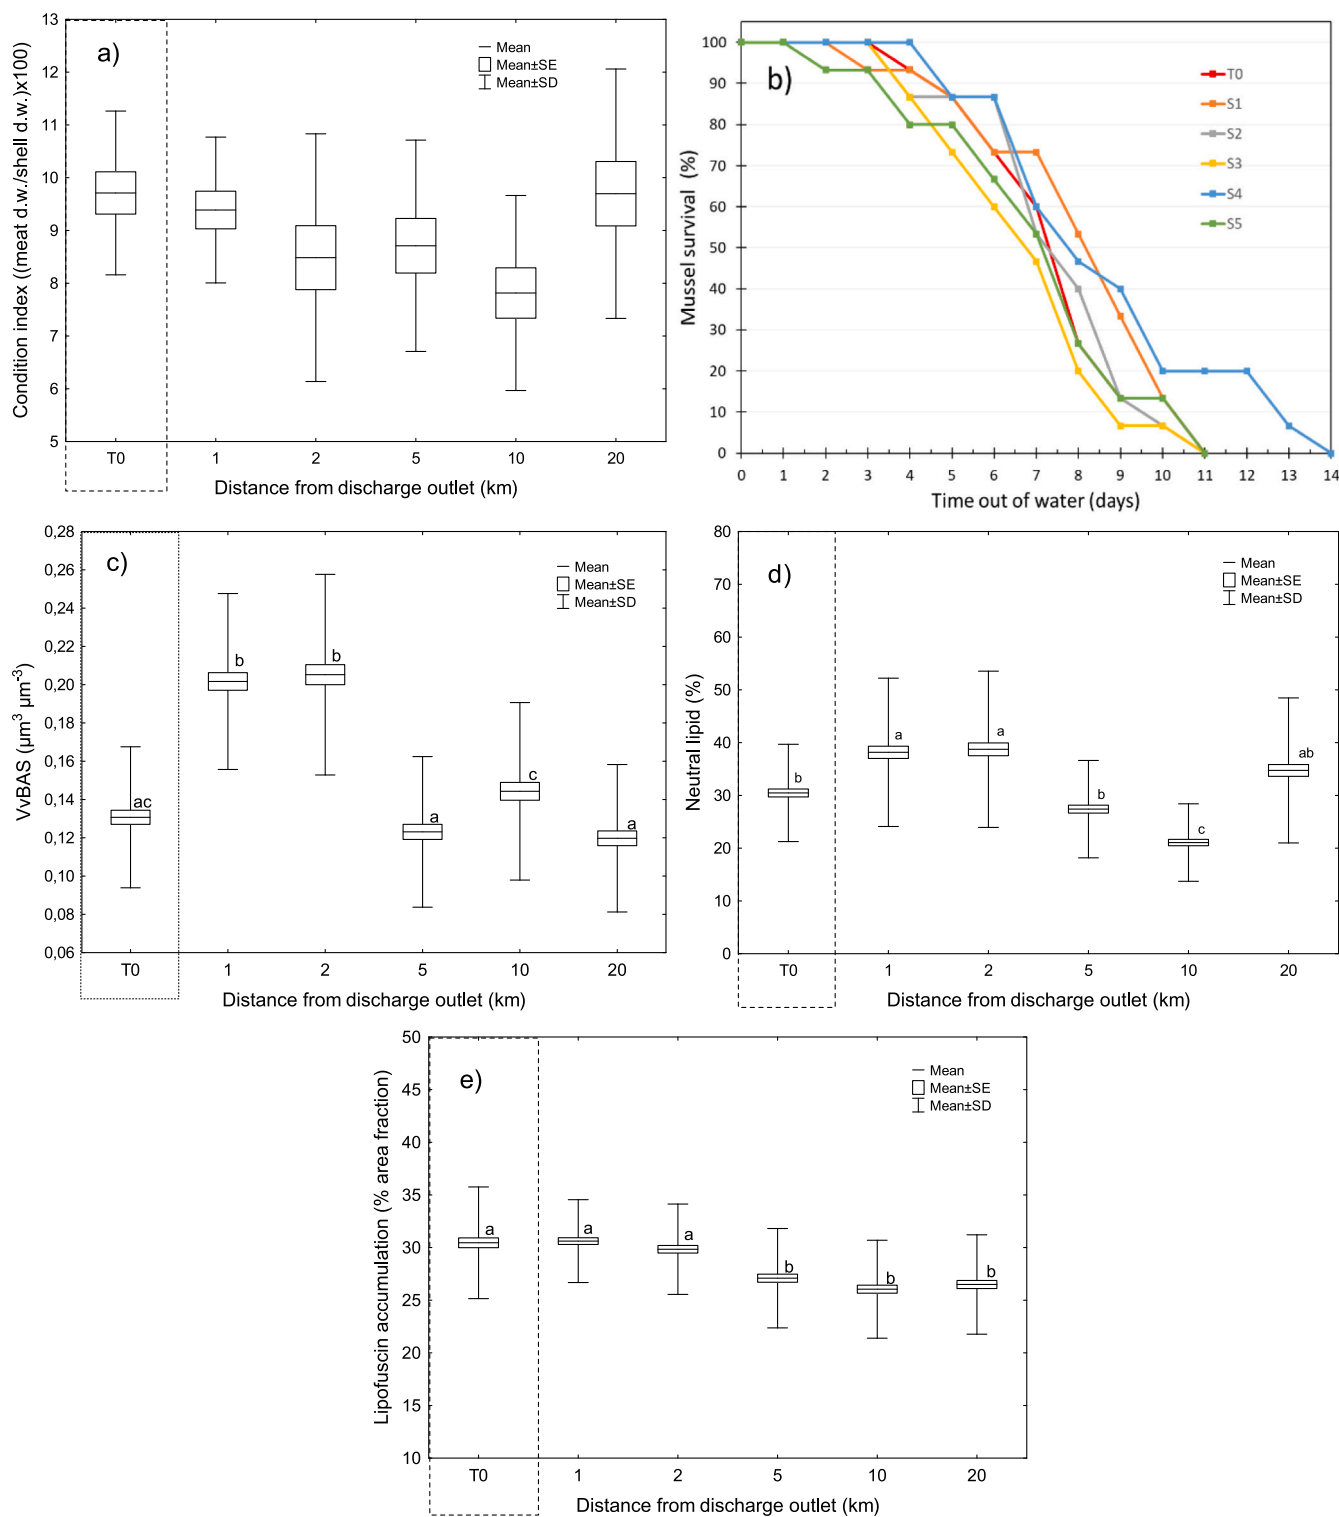 a)
Mean
Mean±SE
Mean±SD
Condition index ((meat d.w./shell d.w.)x100)
13
12
11
10
9
8
7
6
5
T0 1 2 5 10 20
Distance from discharge outlet (km)
b)
T0
S1
S2
S3
S4
S5
Mussel survival (%)
100
90
80
70
60
50
40
30
20
10
0
0 1 2 3 4 5 6 7 8 9 10 11 12 13 14
Time out of water (days)
c)
Mean
Mean±SE
Mean±SD
VvBAS (µm³ µm⁻³)
0,28
0,26
0,24
0,22
0,20
0,18
0,16
0,14
0,12
0,10
0,08
0,06
ac b b a c a
T0 1 2 5 10 20
Distance from discharge outlet (km)
d)
Mean
Mean±SE
Mean±SD
Neutral lipid (%)
80
70
60
50
40
30
20
10
0
b a a b c ab
T0 1 2 5 10 20
Distance from discharge outlet (km)
e)
Mean
Mean±SE
Mean±SD
Lipofuscin accumulation (% area fraction)
50
45
40
35
30
25
20
15
10
a a a b b b
T0 1 2 5 10 20
Distance from discharge outlet (km)